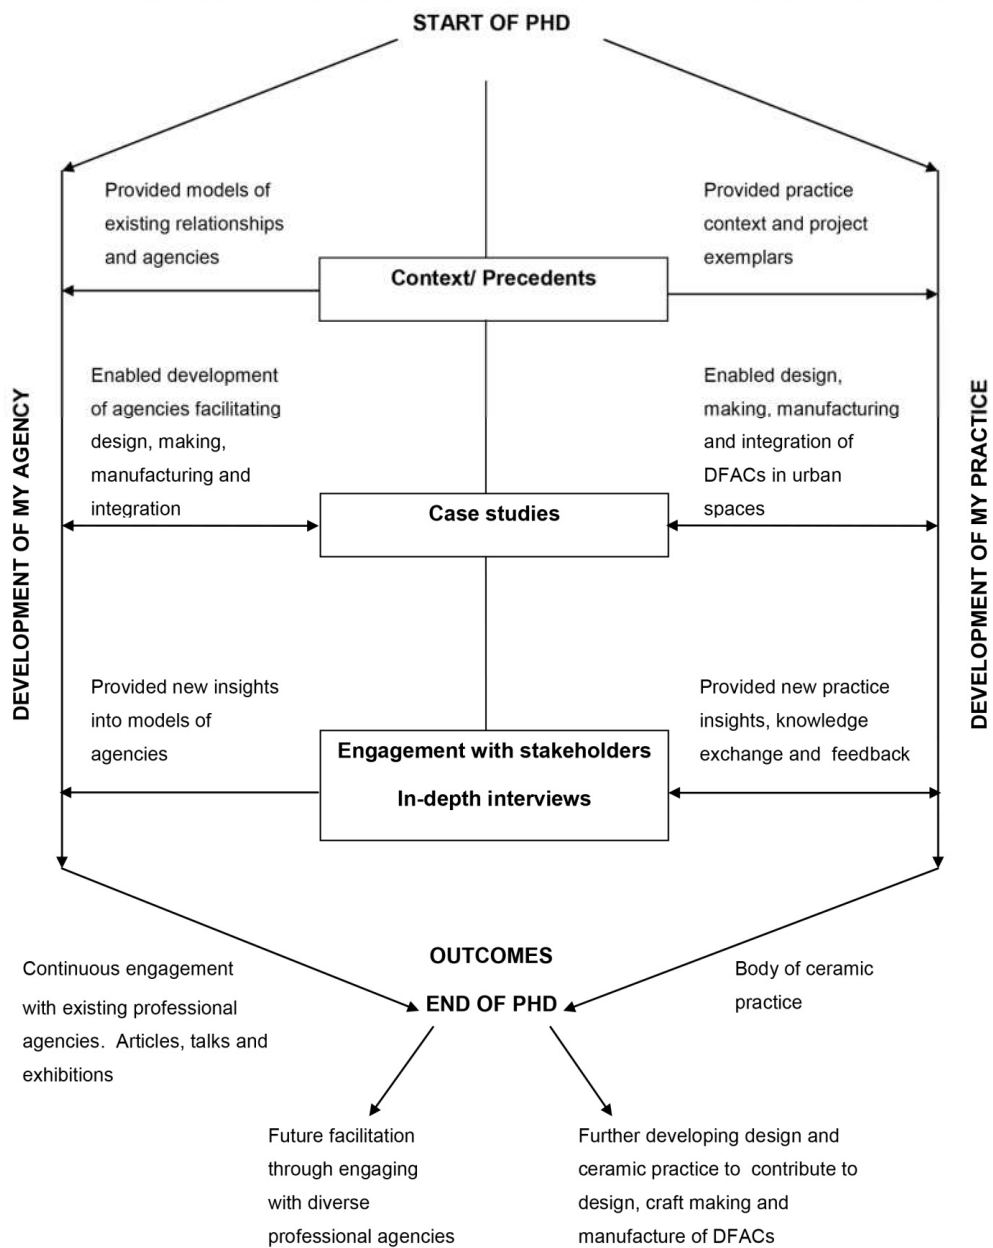 START OF PHD
Provided models of
existing relationships
and agencies
Provided practice
context and project
exemplars
Context/ Precedents
DEVELOPMENT OF MY AGENCY
Enabled development
of agencies facilitating
design, making,
manufacturing and
integration
Enabled design,
making, manufacturing
and integration of
DFACs in urban
spaces
DEVELOPMENT OF MY PRACTICE
Case studies
Provided new insights
into models of
agencies
Provided new practice
insights, knowledge
exchange and feedback
Engagement with stakeholders
In-depth interviews
OUTCOMES
END OF PHD
Continuous engagement
with existing professional
agencies. Articles, talks and
exhibitions
Body of ceramic
practice
Future facilitation
through engaging
with diverse
professional agencies
Further developing design and
ceramic practice to contribute to
design, craft making and
manufacture of DFACs